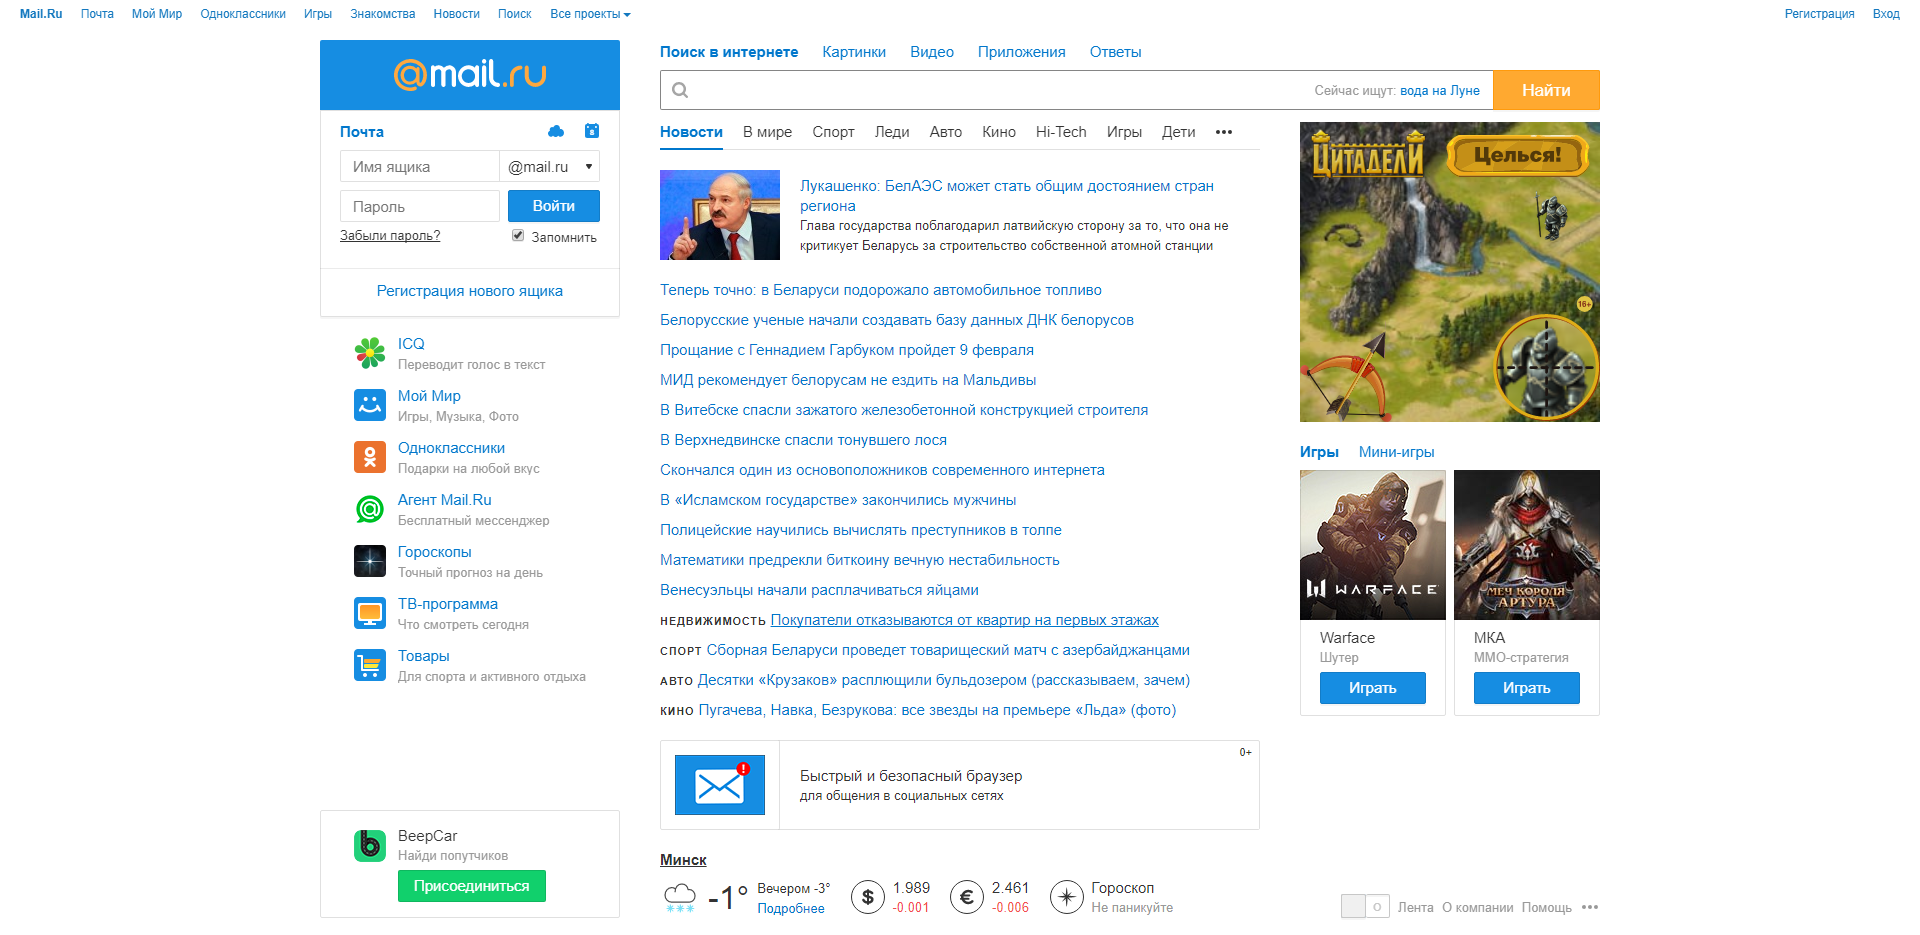 Mail.Ru Почта Мой Мир Одноклассники Игры Знакомства Новости Поиск Все проекты
Регистрация Вход
@mail.ru
Почта
Имя ящика @mail.ru
Пароль Войти
Забыли пароль? Запомнить
Регистрация нового ящика
ICQ
Переводит голос в текст
Мой Мир
Игры, Музыка, Фото
Одноклассники
Подарки на любой вкус
Агент Mail.Ru
Бесплатный мессенджер
Гороскопы
Точный прогноз на день
ТВ-программа
Что смотреть сегодня
Товары
Для спорта и активного отдыха
BeepCar
Найди попутчиков
Присоединиться
Поиск в интернете Картинки Видео Приложения Ответы
Сейчас ищут: вода на Луне Найти
Новости В мире Спорт Леди Авто Кино Hi-Tech Игры Дети •••
Лукашенко: БелАЭС может стать общим достоянием стран
региона
Глава государства поблагодарил латвийскую сторону за то, что она не
критикует Беларусь за строительство собственной атомной станции
Теперь точно: в Беларуси подорожало автомобильное топливо
Белорусские ученые начали создавать базу данных ДНК белорусов
Прощание с Геннадием Гарбуком пройдет 9 февраля
МИД рекомендует белорусам не ездить на Мальдивы
В Витебске спасли зажатого железобетонной конструкцией строителя
В Верхнедвинске спасли тонувшего лося
Скончался один из основоположников современного интернета
В «Исламском государстве» закончились мужчины
Полицейские научились вычислять преступников в толпе
Математики предрекли биткоину вечную нестабильность
Венесуэльцы начали расплачиваться яйцами
НЕДВИЖИМОСТЬ Покупатели отказываются от квартир на первых этажах
СПОРТ Сборная Беларуси проведет товарищеский матч с азербайджанцами
АВТО Десятки «Крузаков» расплющили бульдозером (рассказываем, зачем)
КИНО Пугачева, Навка, Безрукова: все звезды на премьере «Льда» (фото)
0+
Быстрый и безопасный браузер
для общения в социальных сетях
Минск
-1° Вечером -3° $ 1.989 € 2.461 Гороскоп
Подробнее -0.001 -0.006 Не паникуйте
ЦИТАДЕЛИ Целься!
16+
Игры Мини-игры
WARFACE
МЕЧ КОРОЛЯ
АРТУРА
Warface
Шутер
Играть
МКА
ММО-стратегия
Играть
Лента О компании Помощь •••